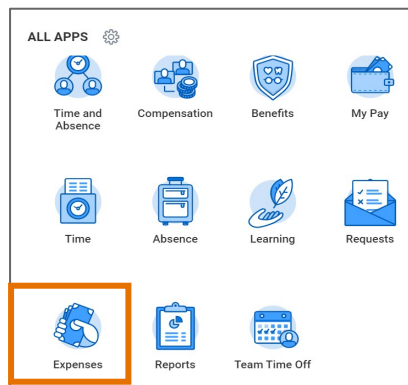 ALL APPS
Time and Compensation Benefits My Pay
Absence
Time Absence Learning Requests
Expenses Reports Team Time Off